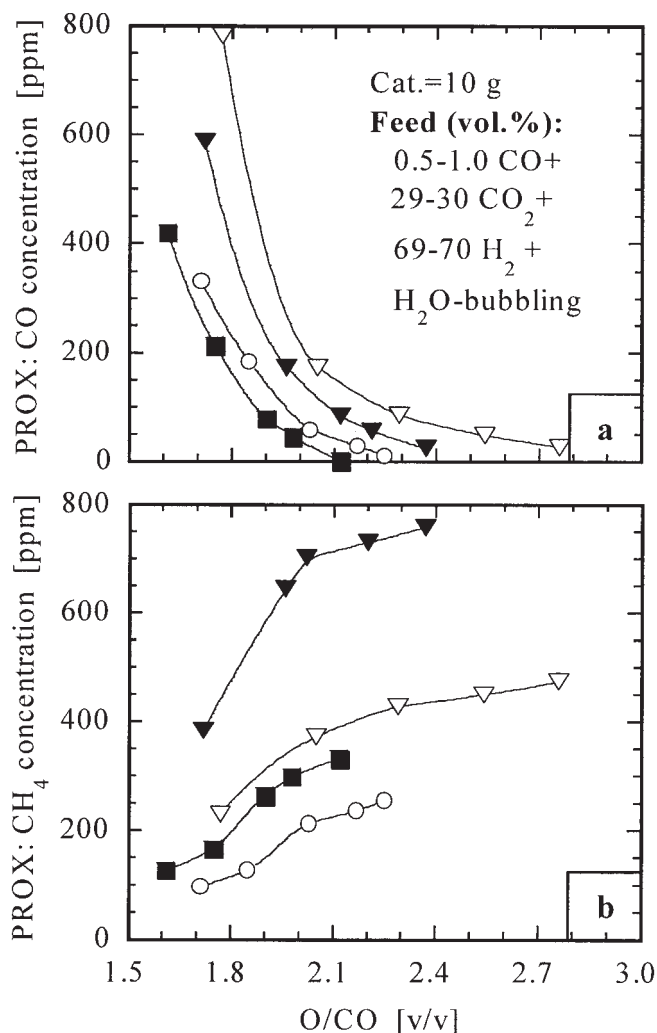 800
600
400
200
0
PROX: CO concentration [ppm]
Cat.=10 g
Feed (vol.%):
0.5-1.0 CO+
29-30 CO2+
69-70 H2 +
H2O-bubbling
a
800
600
400
200
0
PROX: CH4 concentration [ppm]
b
1.5 1.8 2.1 2.4 2.7 3.0
O/CO [v/v]